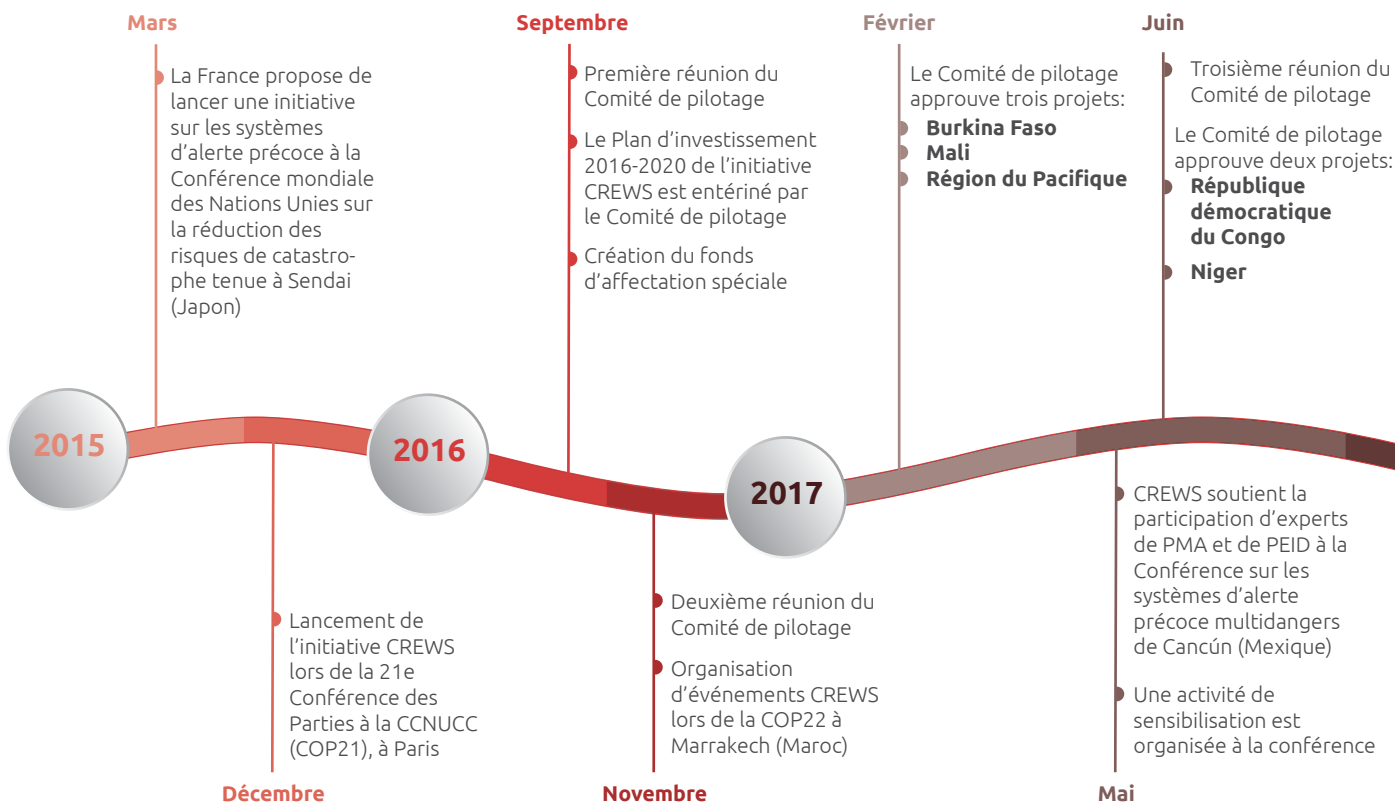 Mars
La France propose de
lancer une initiative
sur les systèmes
d’alerte précoce à la
Conférence mondiale
des Nations Unies sur
la réduction des
risques de catastro-
phe tenue à Sendai
(Japon)
Septembre
Première réunion du
Comité de pilotage
Le Plan d’investissement
2016-2020 de l’initiative
CREWS est entériné par
le Comité de pilotage
Création du fonds
d’affectation spéciale
Février
Le Comité de pilotage
approuve trois projets:
Burkina Faso
Mali
Région du Pacifique
Juin
Troisième réunion du
Comité de pilotage
Le Comité de pilotage
approuve deux projets:
République
démocratique
du Congo
Niger
2015
2016
2017
Lancement de
l’initiative CREWS
lors de la 21e
Conférence des
Parties à la CCNUCC
(COP21), à Paris
Décembre
Deuxième réunion du
Comité de pilotage
Organisation
d’événements CREWS
lors de la COP22 à
Marrakech (Maroc)
Novembre
CREWS soutient la
participation d’experts
de PMA et de PEID à la
Conférence sur les
systèmes d’alerte
précoce multidangers
de Cancún (Mexique)
Une activité de
sensibilisation est
organisée à la conférence
Mai